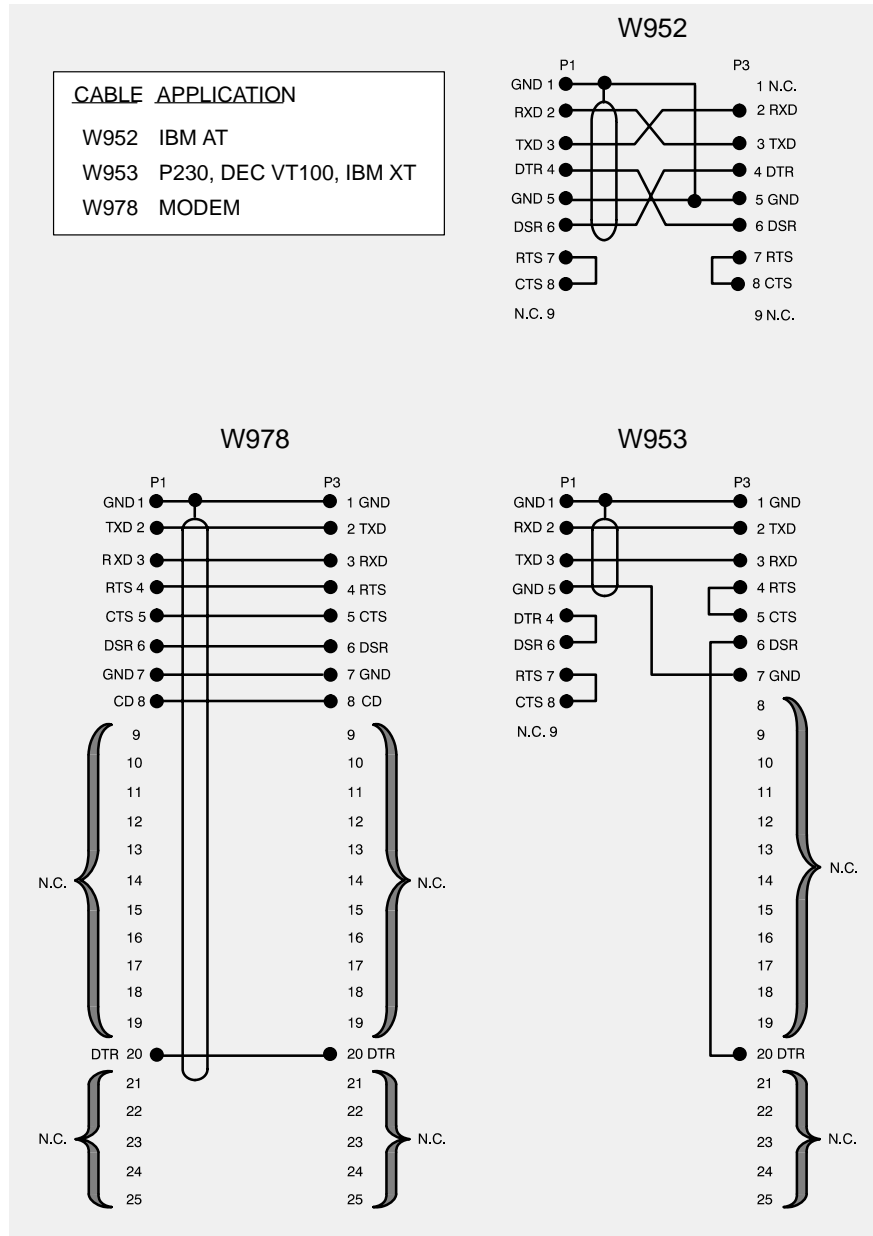 W952
P1 P3
GND 1 1 N.C.
RXD 2 2 RXD
TXD 3 3 TXD
DTR 4 4 DTR
GND 5 5 GND
DSR 6 6 DSR
RTS 7 7 RTS
CTS 8 8 CTS
N.C. 9 9 N.C.
CABLE APPLICATION
W952 IBM AT
W953 P230, DEC VT100, IBM XT
W978 MODEM
W978
P1 P3
GND 1 1 GND
TXD 2 2 TXD
RXD 3 3 RXD
RTS 4 4 RTS
CTS 5 5 CTS
DSR 6 6 DSR
GND 7 7 GND
CD 8 8 CD
9 9
10 10
11 11
12 12
13 13
N.C. 14 14 N.C.
15 15
16 16
17 17
18 18
19 19
DTR 20 20 DTR
21 21
22 22
N.C. 23 23 N.C.
24 24
25 25
W953
P1 P3
GND 1 1 GND
RXD 2 2 TXD
TXD 3 3 RXD
GND 5 4 RTS
DTR 4 5 CTS
DSR 6 6 DSR
RTS 7 7 GND
CTS 8 8
N.C. 9 9
10
11
12
13
14 N.C.
15
16
17
18
19
20 DTR
21
22
23 N.C.
24
25